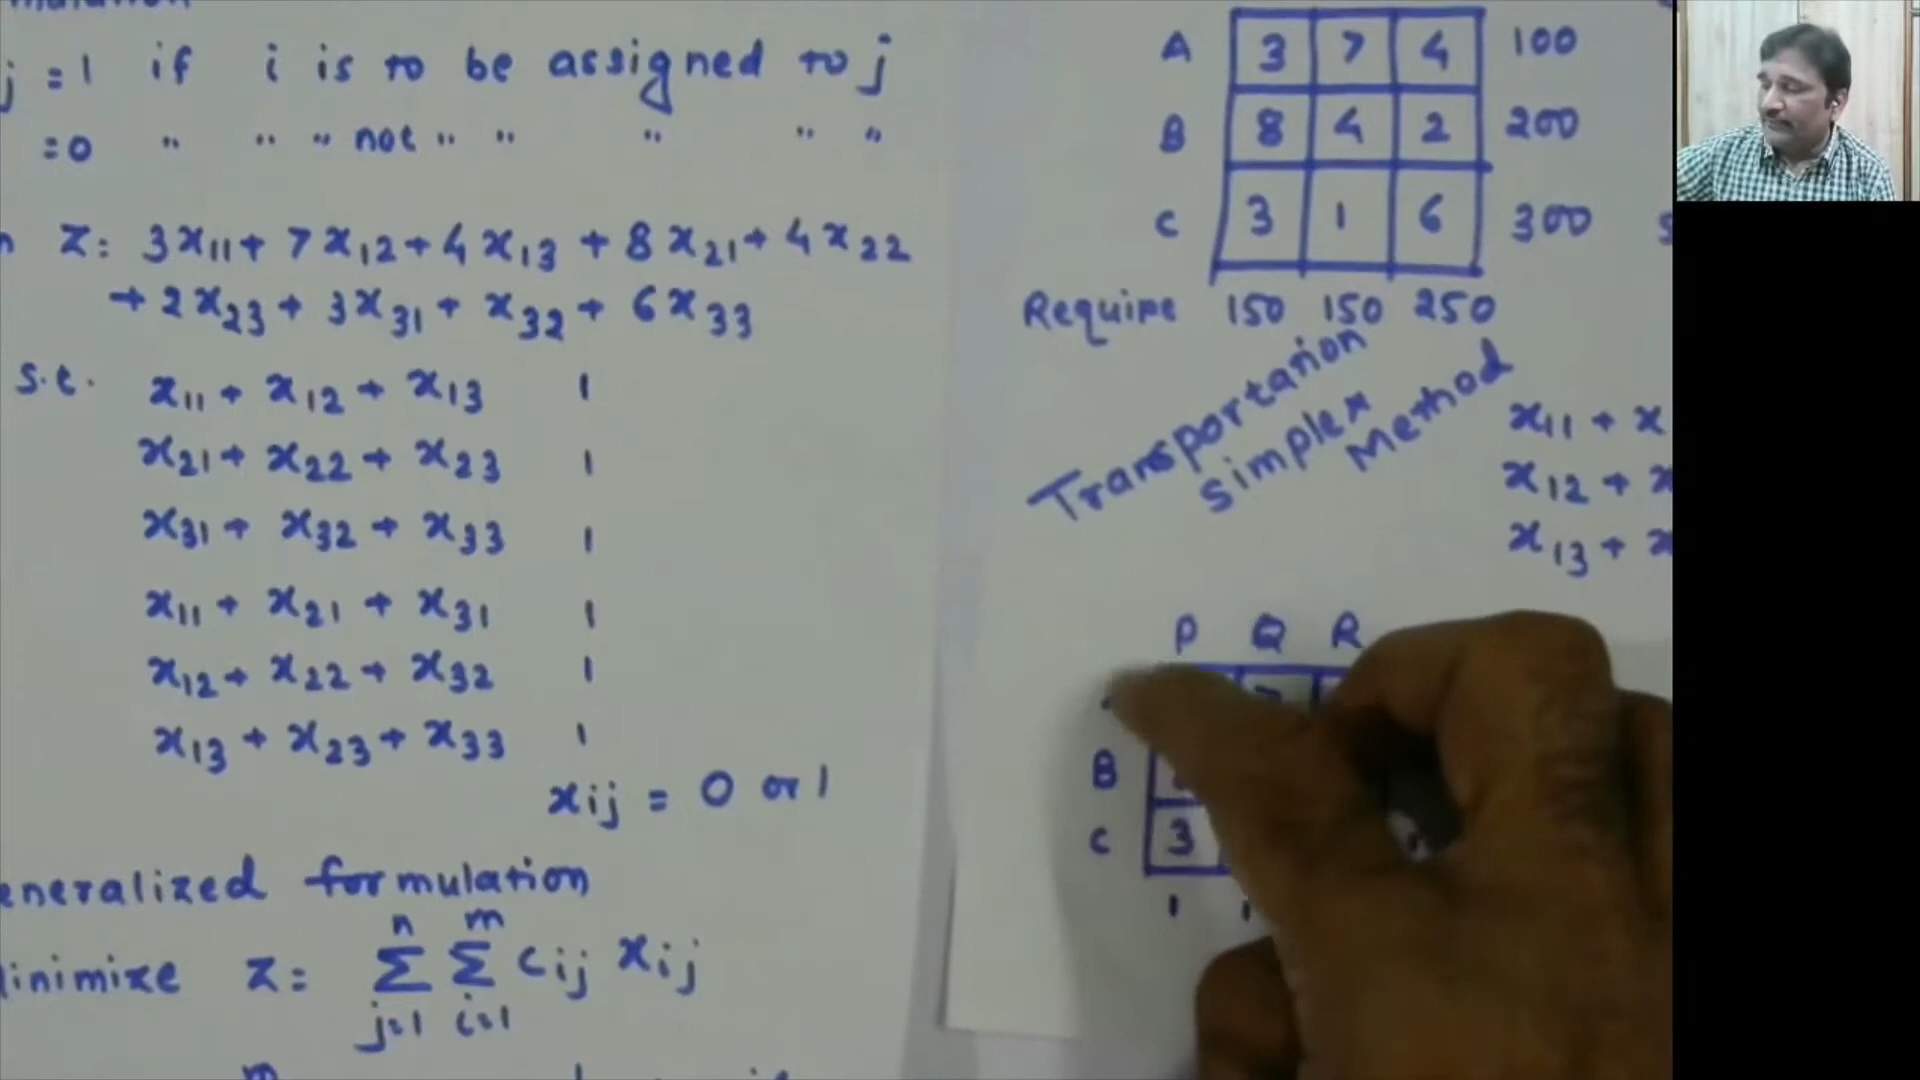 j = 1 if i is to be assigned to j
= 0 " " " not " " " " "
Z = 3x11 + 7x12 + 4x13 + 8x21 + 4x22
+ 2x23 + 3x31 + x32 + 6x33
s.t. x11 + x12 + x13 1
x21 + x22 + x23 1
x31 + x32 + x33 1
x11 + x21 + x31 1
x12 + x22 + x32 1
x13 + x23 + x33 1
xij = 0 or 1
formulation
Z = n Σ j=1 m Σ i=1 cij xij
A 3 7 4 100
B 8 4 2 200
C 3 1 6 300
Require 150 150 250
Transportation
Simplex
Method
x11 + x
x12 + x
x13 + x
P Q R
B
C 3
1 1